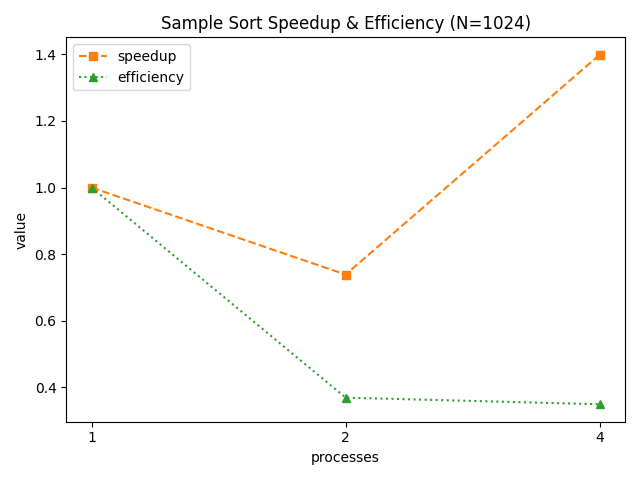 Sample Sort Speedup & Efficiency (N=1024)
speedup
efficiency
1.4
1.2
1.0
0.8
0.6
0.4
value
1 2 4
processes